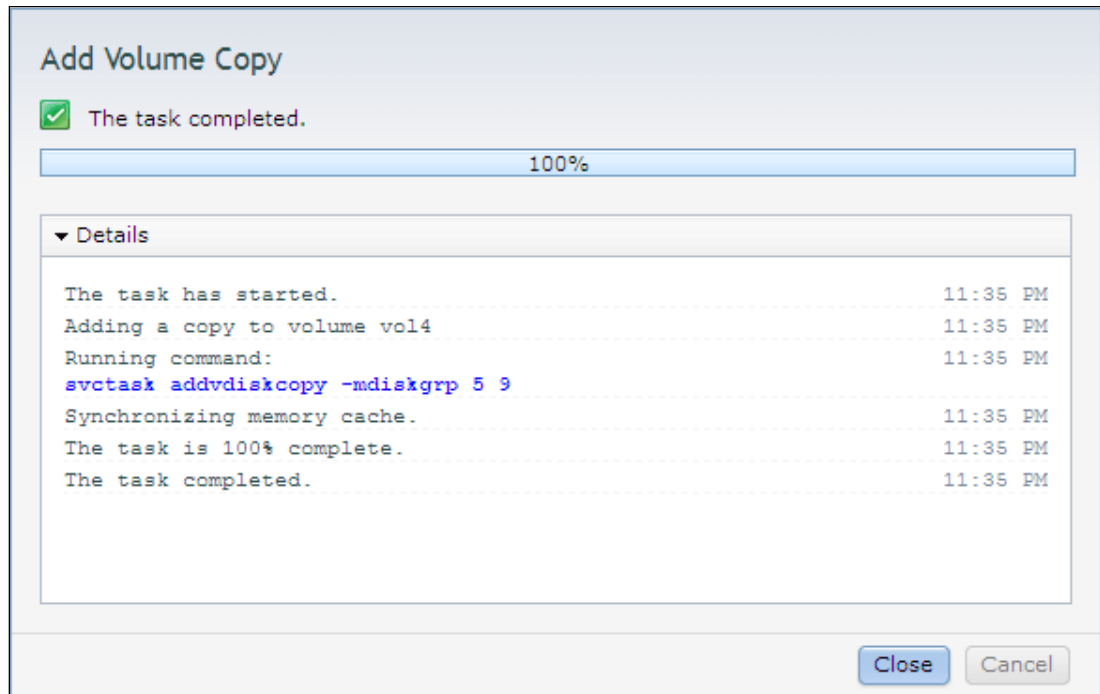 Add Volume Copy
The task completed.
100%
Details
The task has started. 11:35 PM
Adding a copy to volume vol4 11:35 PM
Running command: 11:35 PM
svctask addvdiskcopy -mdiskgrp 5 9
Synchronizing memory cache. 11:35 PM
The task is 100% complete. 11:35 PM
The task completed. 11:35 PM
Close Cancel